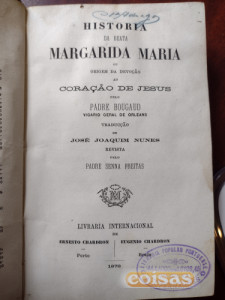 HISTORIA
DA BEATA
MARGARIDA MARIA
OU
ORIGEM DA DEVOÇÃO
AO
CORAÇÃO DE JESUS
PELO
PADRE BOUGAUD
VIGARIO GERAL DE ORLEANS
TRADUCÇÃO
DE
JOSÉ JOAQUIM NUNES
REVISTA
PELO
PADRE SENNA FREITAS
LIVRARIA INTERNACIONAL
DE
ERNESTO CHARDRON
EUGENIO CHARDRON
Porto
Braga
coisas